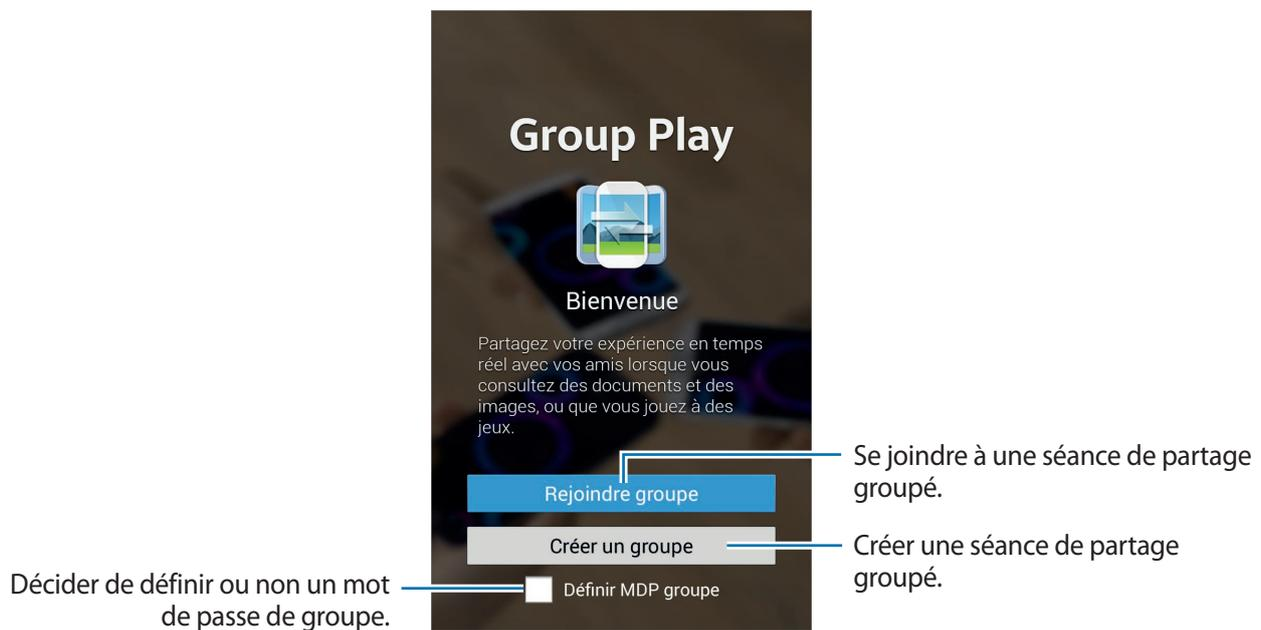 Group Play
Bienvenue
Partagez votre expérience en temps
réel avec vos amis lorsque vous
consultez des documents et des
images, ou que vous jouez à des
jeux.
Rejoindre groupe
Se joindre à une séance de partage
groupé.
Créer un groupe
Créer une séance de partage
groupé.
Définir MDP groupe
Décider de définir ou non un mot
de passe de groupe.